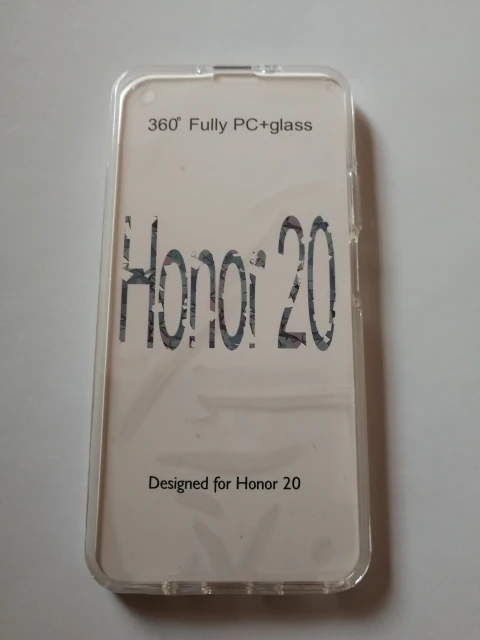 360° Fully PC+glass
Honor 20
Designed for Honor 20